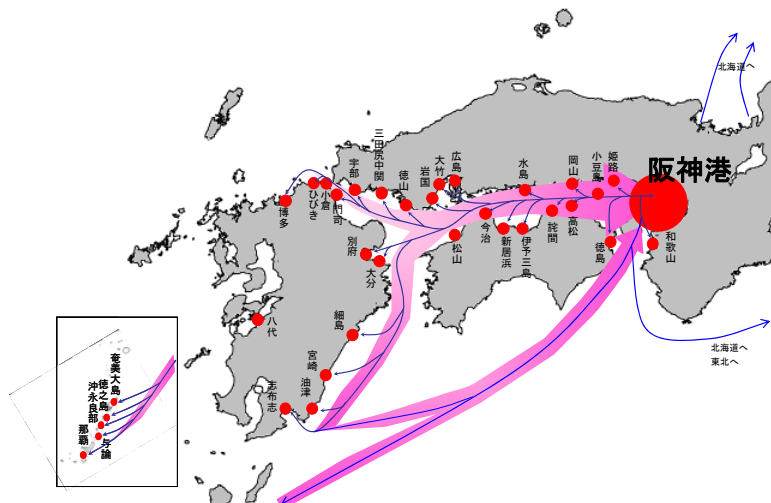 北海道へ
阪神港
姫路
小豆島
岡山
水島
広島
大竹
岩国
徳山
三田尻中関
宇部
小倉
ひびき
門司
博多
高松
詫間
伊予三島
新居浜
今治
松山
徳島
和歌山
別府
大分
八代
細島
宮崎
油津
志布志
北海道へ
東北へ
奄美大島
徳之島
沖永良部
与論
那覇